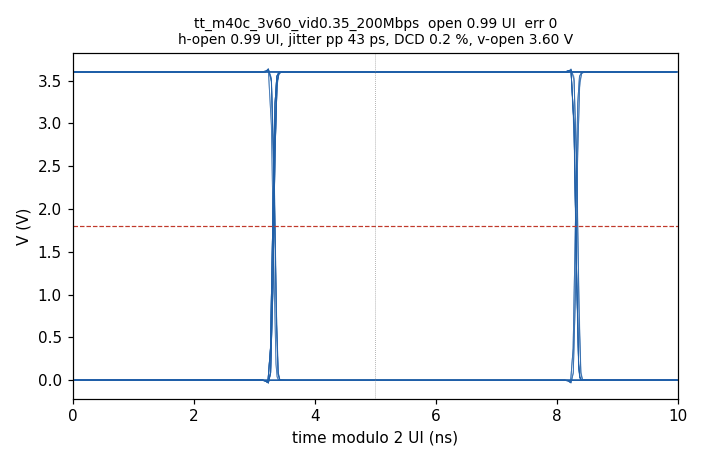 tt_m40c_3v60_vid0.35_200Mbps  open 0.99 UI  err 0
h-open 0.99 UI, jitter pp 43 ps, DCD 0.2 %, v-open 3.60 V
3.5
3.0
2.5
2.0
1.5
1.0
0.5
0.0
V (V)
0 2 4 6 8 10
time modulo 2 UI (ns)